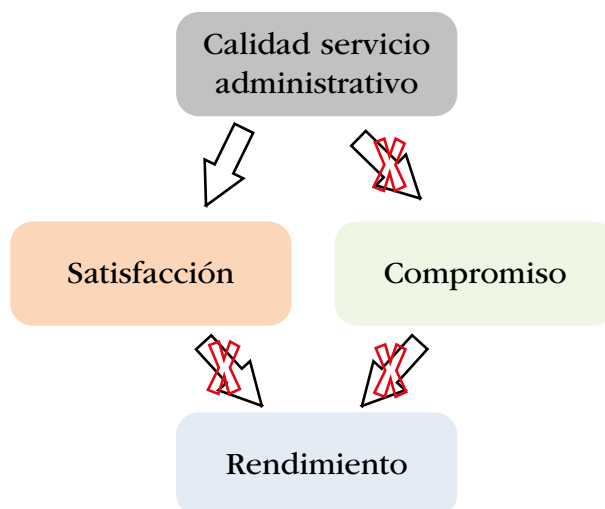 Calidad servicio
administrativo
Satisfacción
Compromiso
Rendimiento